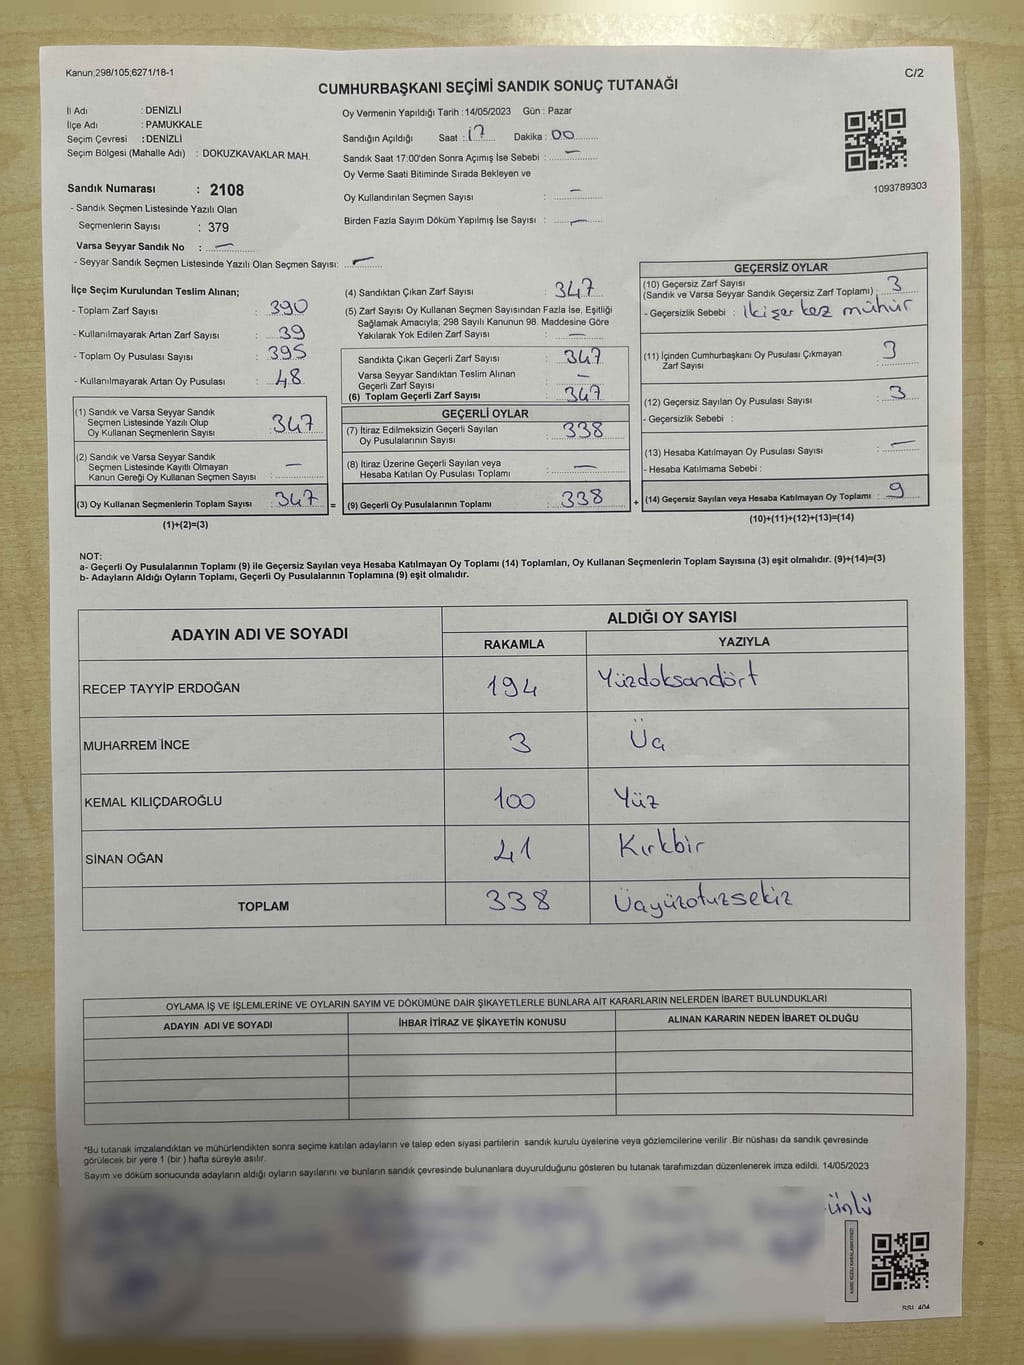 Kanun;298/105;6271/18-1
C/2
CUMHURBAŞKANI SEÇİMİ SANDIK SONUÇ TUTANAĞI
İl Adı : DENİZLİ
İlçe Adı : PAMUKKALE
Seçim Çevresi : DENİZLİ
Seçim Bölgesi (Mahalle Adı) : DOKUZKAVAKLAR MAH.
Sandık Numarası : 2108
- Sandık Seçmen Listesinde Yazılı Olan
Seçmenlerin Sayısı : 379
Varsa Seyyar Sandık No : —
- Seyyar Sandık Seçmen Listesinde Yazılı Olan Seçmen Sayısı: —
Oy Vermenin Yapıldığı Tarih : 14/05/2023 Gün : Pazar
Sandığın Açıldığı Saat : 17 Dakika : 00
Sandık Saat 17:00'den Sonra Açımış İse Sebebi : —
Oy Verme Saati Bitiminde Sırada Bekleyen ve
Oy Kullandırılan Seçmen Sayısı : —
Birden Fazla Sayım Döküm Yapılmış İse Sayısı : —
1093789303
İlçe Seçim Kurulundan Teslim Alınan;
- Toplam Zarf Sayısı : 390
- Kullanılmayarak Artan Zarf Sayısı : 39
- Toplam Oy Pusulası Sayısı : 395
- Kullanılmayarak Artan Oy Pusulası : 48
(1) Sandık ve Varsa Seyyar Sandık
Seçmen Listesinde Yazılı Olup
Oy Kullanan Seçmenlerin Sayısı : 347
(2) Sandık ve Varsa Seyyar Sandık
Seçmen Listesinde Kayıtlı Olmayan
Kanun Gereği Oy Kullanan Seçmen Sayısı : —
(3) Oy Kullanan Seçmenlerin Toplam Sayısı : 347 =
(1)+(2)=(3)
(4) Sandıktan Çıkan Zarf Sayısı : 347
(5) Zarf Sayısı Oy Kullanan Seçmen Sayısından Fazla İse, Eşitliği
Sağlamak Amacıyla; 298 Sayılı Kanunun 98. Maddesine Göre
Yakılarak Yok Edilen Zarf Sayısı : —
Sandıkta Çıkan Geçerli Zarf Sayısı : 347
Varsa Seyyar Sandıktan Teslim Alınan
Geçerli Zarf Sayısı : —
(6) Toplam Geçerli Zarf Sayısı : 347
GEÇERLİ OYLAR
(7) İtiraz Edilmeksizin Geçerli Sayılan
Oy Pusulalarının Sayısı : 338
(8) İtiraz Üzerine Geçerli Sayılan veya
Hesaba Katılan Oy Pusulası Toplamı : —
(9) Geçerli Oy Pusulalarının Toplamı : 338 +
GEÇERSİZ OYLAR
(10) Geçersiz Zarf Sayısı
(Sandık ve Varsa Seyyar Sandık Geçersiz Zarf Toplamı) : 3
- Geçersizlik Sebebi : İkişer kez mühür
(11) İçinden Cumhurbaşkanı Oy Pusulası Çıkmayan
Zarf Sayısı : 3
(12) Geçersiz Sayılan Oy Pusulası Sayısı : 3
- Geçersizlik Sebebi :
(13) Hesaba Katılmayan Oy Pusulası Sayısı : —
- Hesaba Katılmama Sebebi :
(14) Geçersiz Sayılan veya Hesaba Katılmayan Oy Toplamı : 9
(10)+(11)+(12)+(13)=(14)
NOT:
a- Geçerli Oy Pusulalarının Toplamı (9) ile Geçersiz Sayılan veya Hesaba Katılmayan Oy Toplamı (14) Toplamları, Oy Kullanan Seçmenlerin Toplam Sayısına (3) eşit olmalıdır. (9)+(14)=(3)
b- Adayların Aldığı Oyların Toplamı, Geçerli Oy Pusulalarının Toplamına (9) eşit olmalıdır.
ADAYIN ADI VE SOYADI ALDIĞI OY SAYISI
RAKAMLA YAZIYLA
RECEP TAYYİP ERDOĞAN 194 Yüzdoksandört
MUHARREM İNCE 3 Üç
KEMAL KILIÇDAROĞLU 100 Yüz
SİNAN OĞAN 41 Kırkbir
TOPLAM 338 Üçyüzotuzsekiz
OYLAMA İŞ VE İŞLEMLERİNE VE OYLARIN SAYIM VE DÖKÜMÜNE DAİR ŞİKAYETLERLE BUNLARA AİT KARARLARIN NELERDEN İBARET BULUNDUKLARI
ADAYIN ADI VE SOYADI İHBAR İTİRAZ VE ŞİKAYETİN KONUSU ALINAN KARARIN NEDEN İBARET OLDUĞU
*Bu tutanak imzalandıktan ve mühürlendikten sonra seçime katılan adayların ve talep eden siyasi partilerin sandık kurulu üyelerine veya gözlemcilerine verilir .Bir nüshası da sandık çevresinde
görülecek bir yere 1 (bir ) hafta süreyle asılır.
Sayım ve döküm sonucunda adayların aldığı oyların sayılarını ve bunların sandık çevresinde bulunanlara duyurulduğunu gösteren bu tutanak tarafımızdan düzenlenerek imza edildi. 14/05/2023